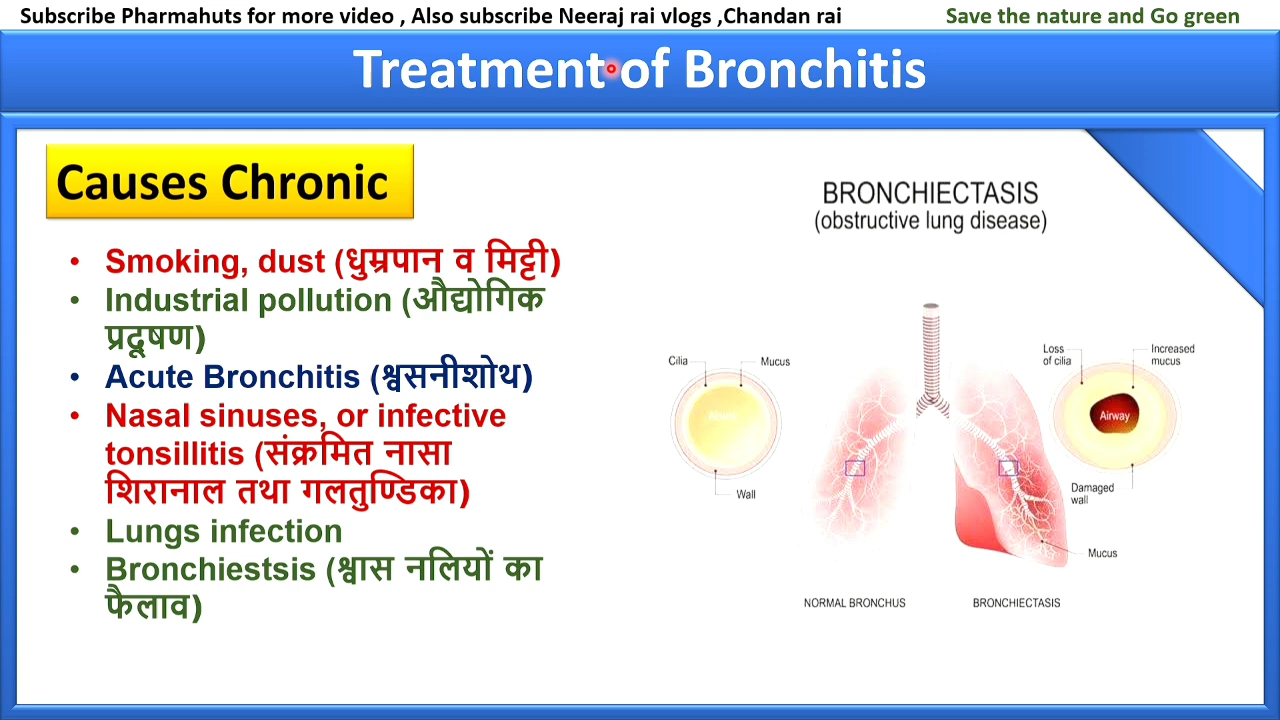 Subscribe Pharmahuts for more video , Also subscribe Neeraj rai vlogs ,Chandan rai
Save the nature and Go green
Treatment of Bronchitis
Causes Chronic
• Smoking, dust (धुम्रपान व मिट्टी)
• Industrial pollution (औद्योगिक
प्रदूषण)
• Acute Bronchitis (श्वसनीशोथ)
• Nasal sinuses, or infective
tonsillitis (संक्रमित नासा
शिरानाल तथा गलतुण्डिका)
• Lungs infection
• Bronchiestsis (श्वास नलियों का
फैलाव)
BRONCHIECTASIS
(obstructive lung disease)
Cilia
Mucus
Wall
Loss
of cilia
Increased
mucus
Airway
Damaged
wall
Mucus
NORMAL BRONCHUS
BRONCHIECTASIS